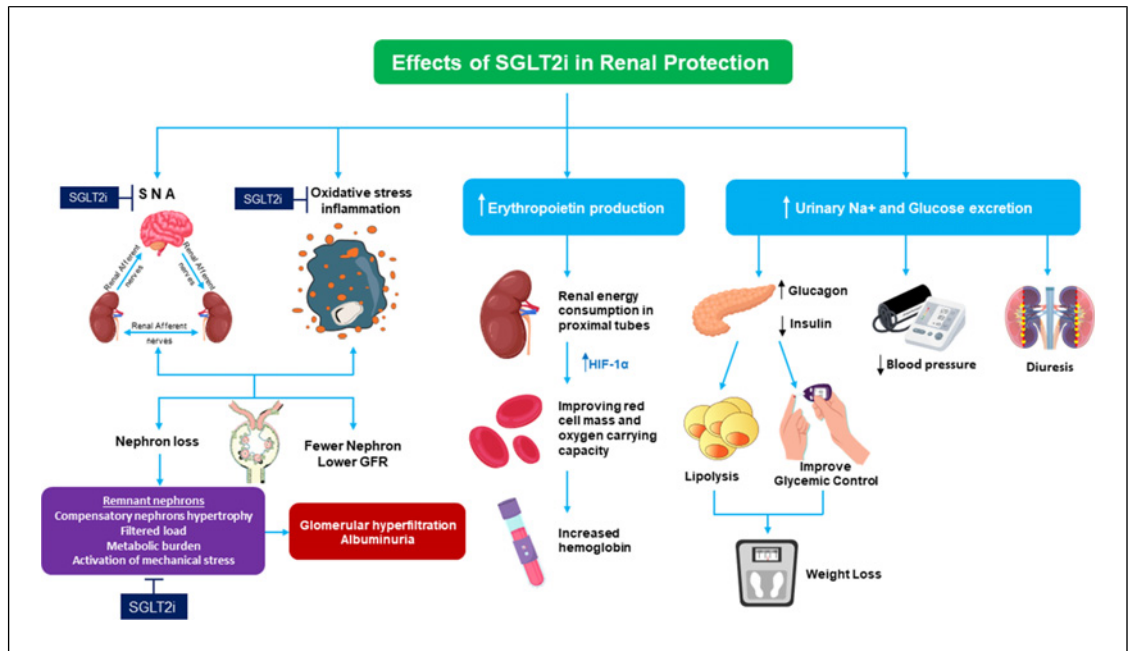 Effects of SGLT2i in Renal Protection
SGLT2i
SNA
Renal Afferent
nerves
Renal Afferent
nerves
Renal Afferent
nerves
SGLT2i
Oxidative stress
inflammation
Nephron loss
Fewer Nephron
Lower GFR
Remnant nephrons
Compensatory nephrons hypertrophy
Filtered load
Metabolic burden
Activation of mechanical stress
SGLT2i
Glomerular hyperfiltration
Albuminuria
↑ Erythropoietin production
Renal energy
consumption in
proximal tubes
↑HIF-1α
Improving red
cell mass and
oxygen carrying
capacity
Increased
hemoglobin
↑ Urinary Na+ and Glucose excretion
↑ Glucagon
↓ Insulin
Lipolysis
Improve
Glycemic Control
Weight Loss
↓ Blood pressure
Diuresis